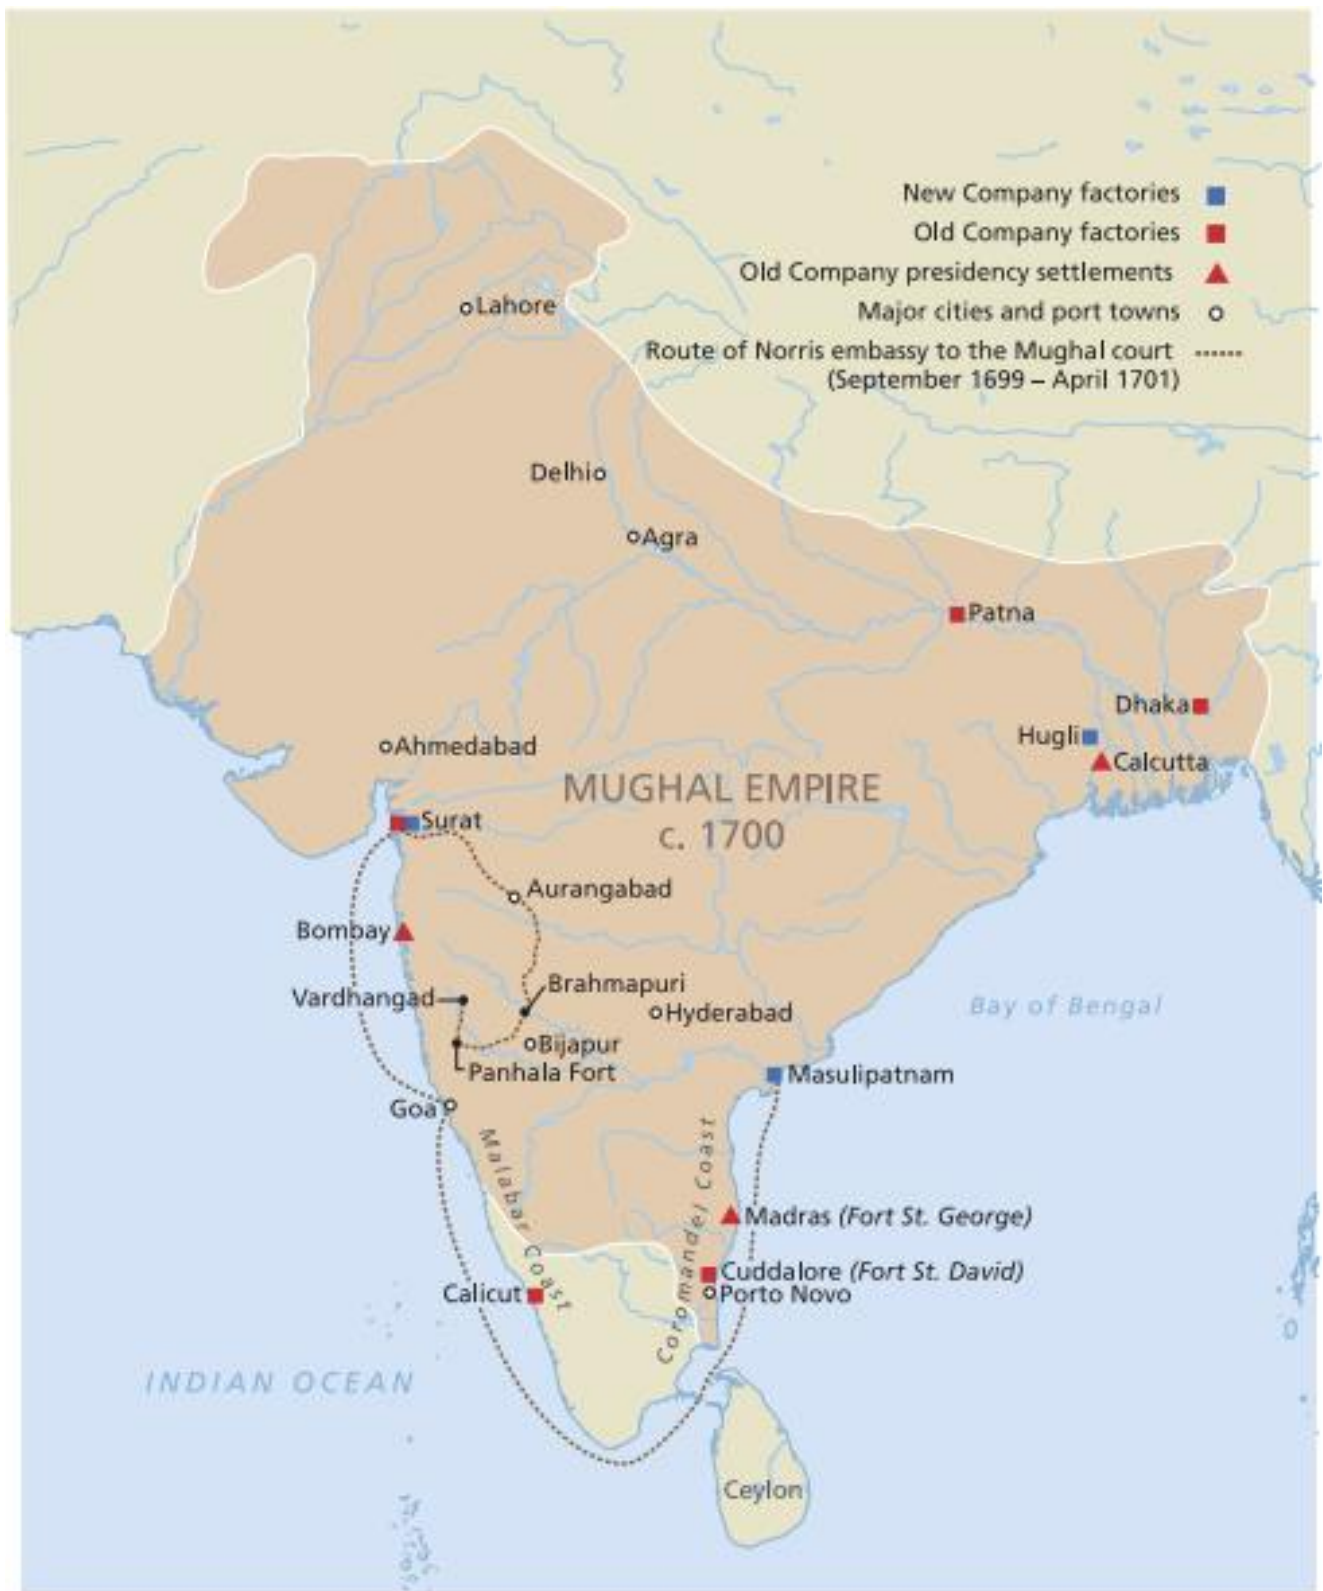 New Company factories
Old Company factories
Old Company presidency settlements
Major cities and port towns
Route of Norris embassy to the Mughal court
(September 1699 – April 1701)
Lahore
Delhi
Agra
Patna
Dhaka
Hugli
Calcutta
Ahmedabad
MUGHAL EMPIRE
c. 1700
Surat
Aurangabad
Bombay
Brahmapuri
Vardhangad
Hyderabad
Bay of Bengal
Bijapur
Panhala Fort
Masulipatnam
Goa
Malabar Coast
Coromandel Coast
Madras (Fort St. George)
Cuddalore (Fort St. David)
Calicut
Porto Novo
INDIAN OCEAN
Ceylon